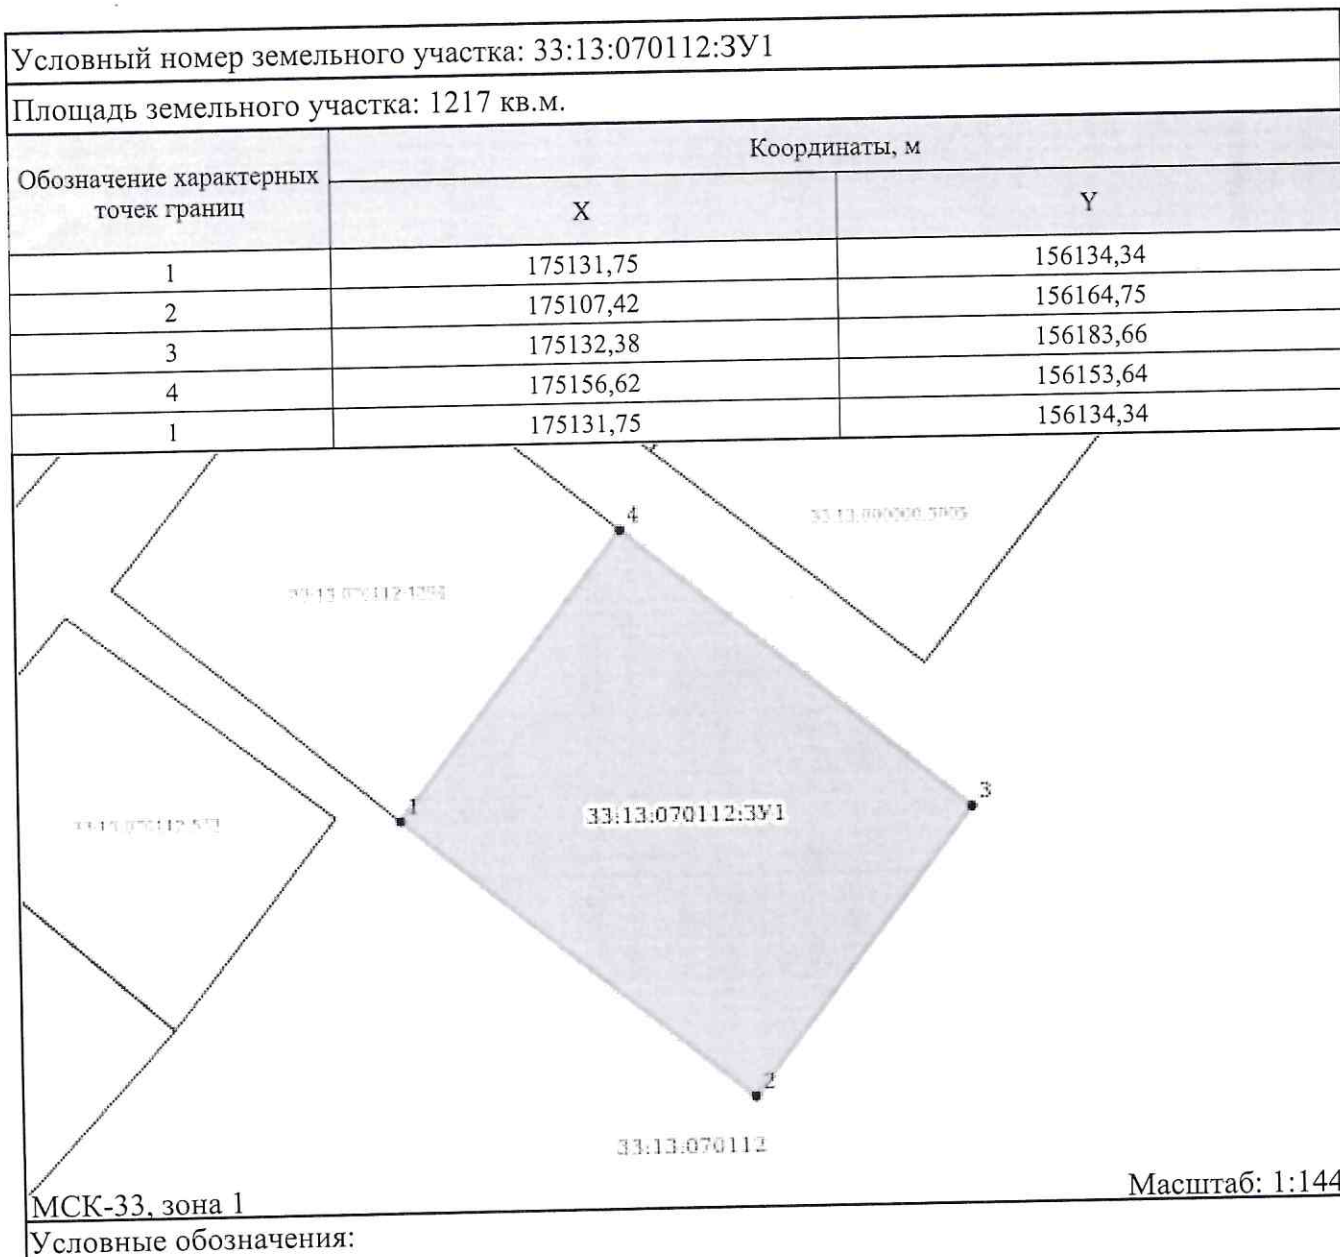 Условный номер земельного участка: 33:13:070112:ЗУ1
Площадь земельного участка: 1217 кв.м.
Обозначение характерных точек границ
Координаты, м
X
Y
1 175131,75 156134,34
2 175107,42 156164,75
3 175132,38 156183,66
4 175156,62 156153,64
1 175131,75 156134,34
4
1
33:13:070112:ЗУ1
3
2
33:13:070112
МСК-33, зона 1
Масштаб: 1:144
Условные обозначения: